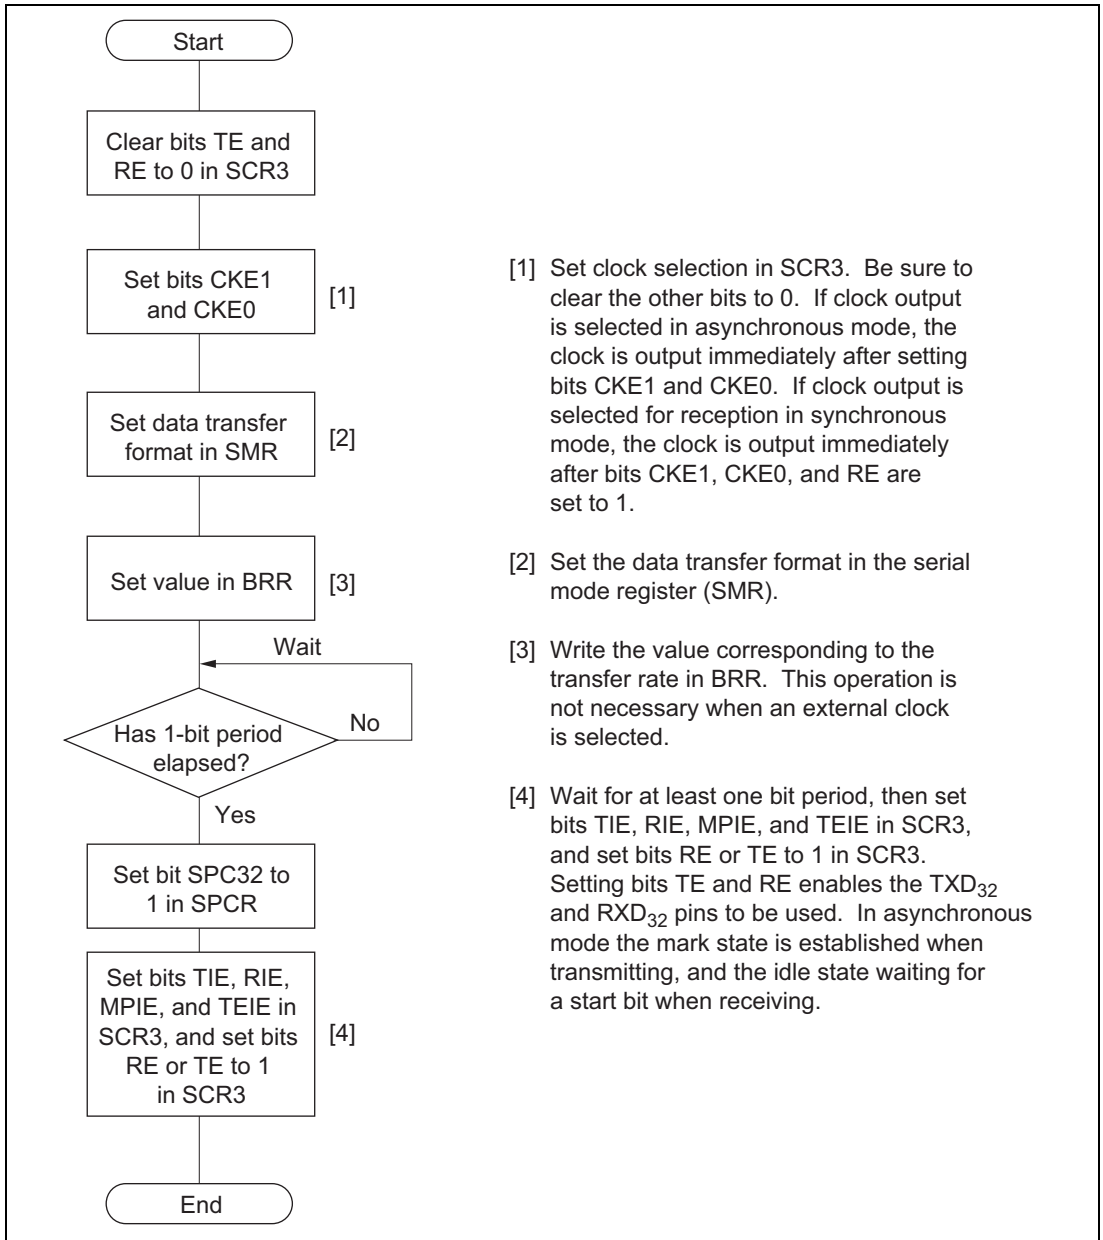 Start
Clear bits TE and
RE to 0 in SCR3
Set bits CKE1
and CKE0
[1]
Set data transfer
format in SMR
[2]
Set value in BRR
[3]
Wait
Has 1-bit period
elapsed?
No
Yes
Set bit SPC32 to
1 in SPCR
Set bits TIE, RIE,
MPIE, and TEIE in
SCR3, and set bits
RE or TE to 1
in SCR3
[4]
End
[1] Set clock selection in SCR3. Be sure to
clear the other bits to 0. If clock output
is selected in asynchronous mode, the
clock is output immediately after setting
bits CKE1 and CKE0. If clock output is
selected for reception in synchronous
mode, the clock is output immediately
after bits CKE1, CKE0, and RE are
set to 1.
[2] Set the data transfer format in the serial
mode register (SMR).
[3] Write the value corresponding to the
transfer rate in BRR. This operation is
not necessary when an external clock
is selected.
[4] Wait for at least one bit period, then set
bits TIE, RIE, MPIE, and TEIE in SCR3,
and set bits RE or TE to 1 in SCR3.
Setting bits TE and RE enables the TXD32
and RXD32 pins to be used. In asynchronous
mode the mark state is established when
transmitting, and the idle state waiting for
a start bit when receiving.